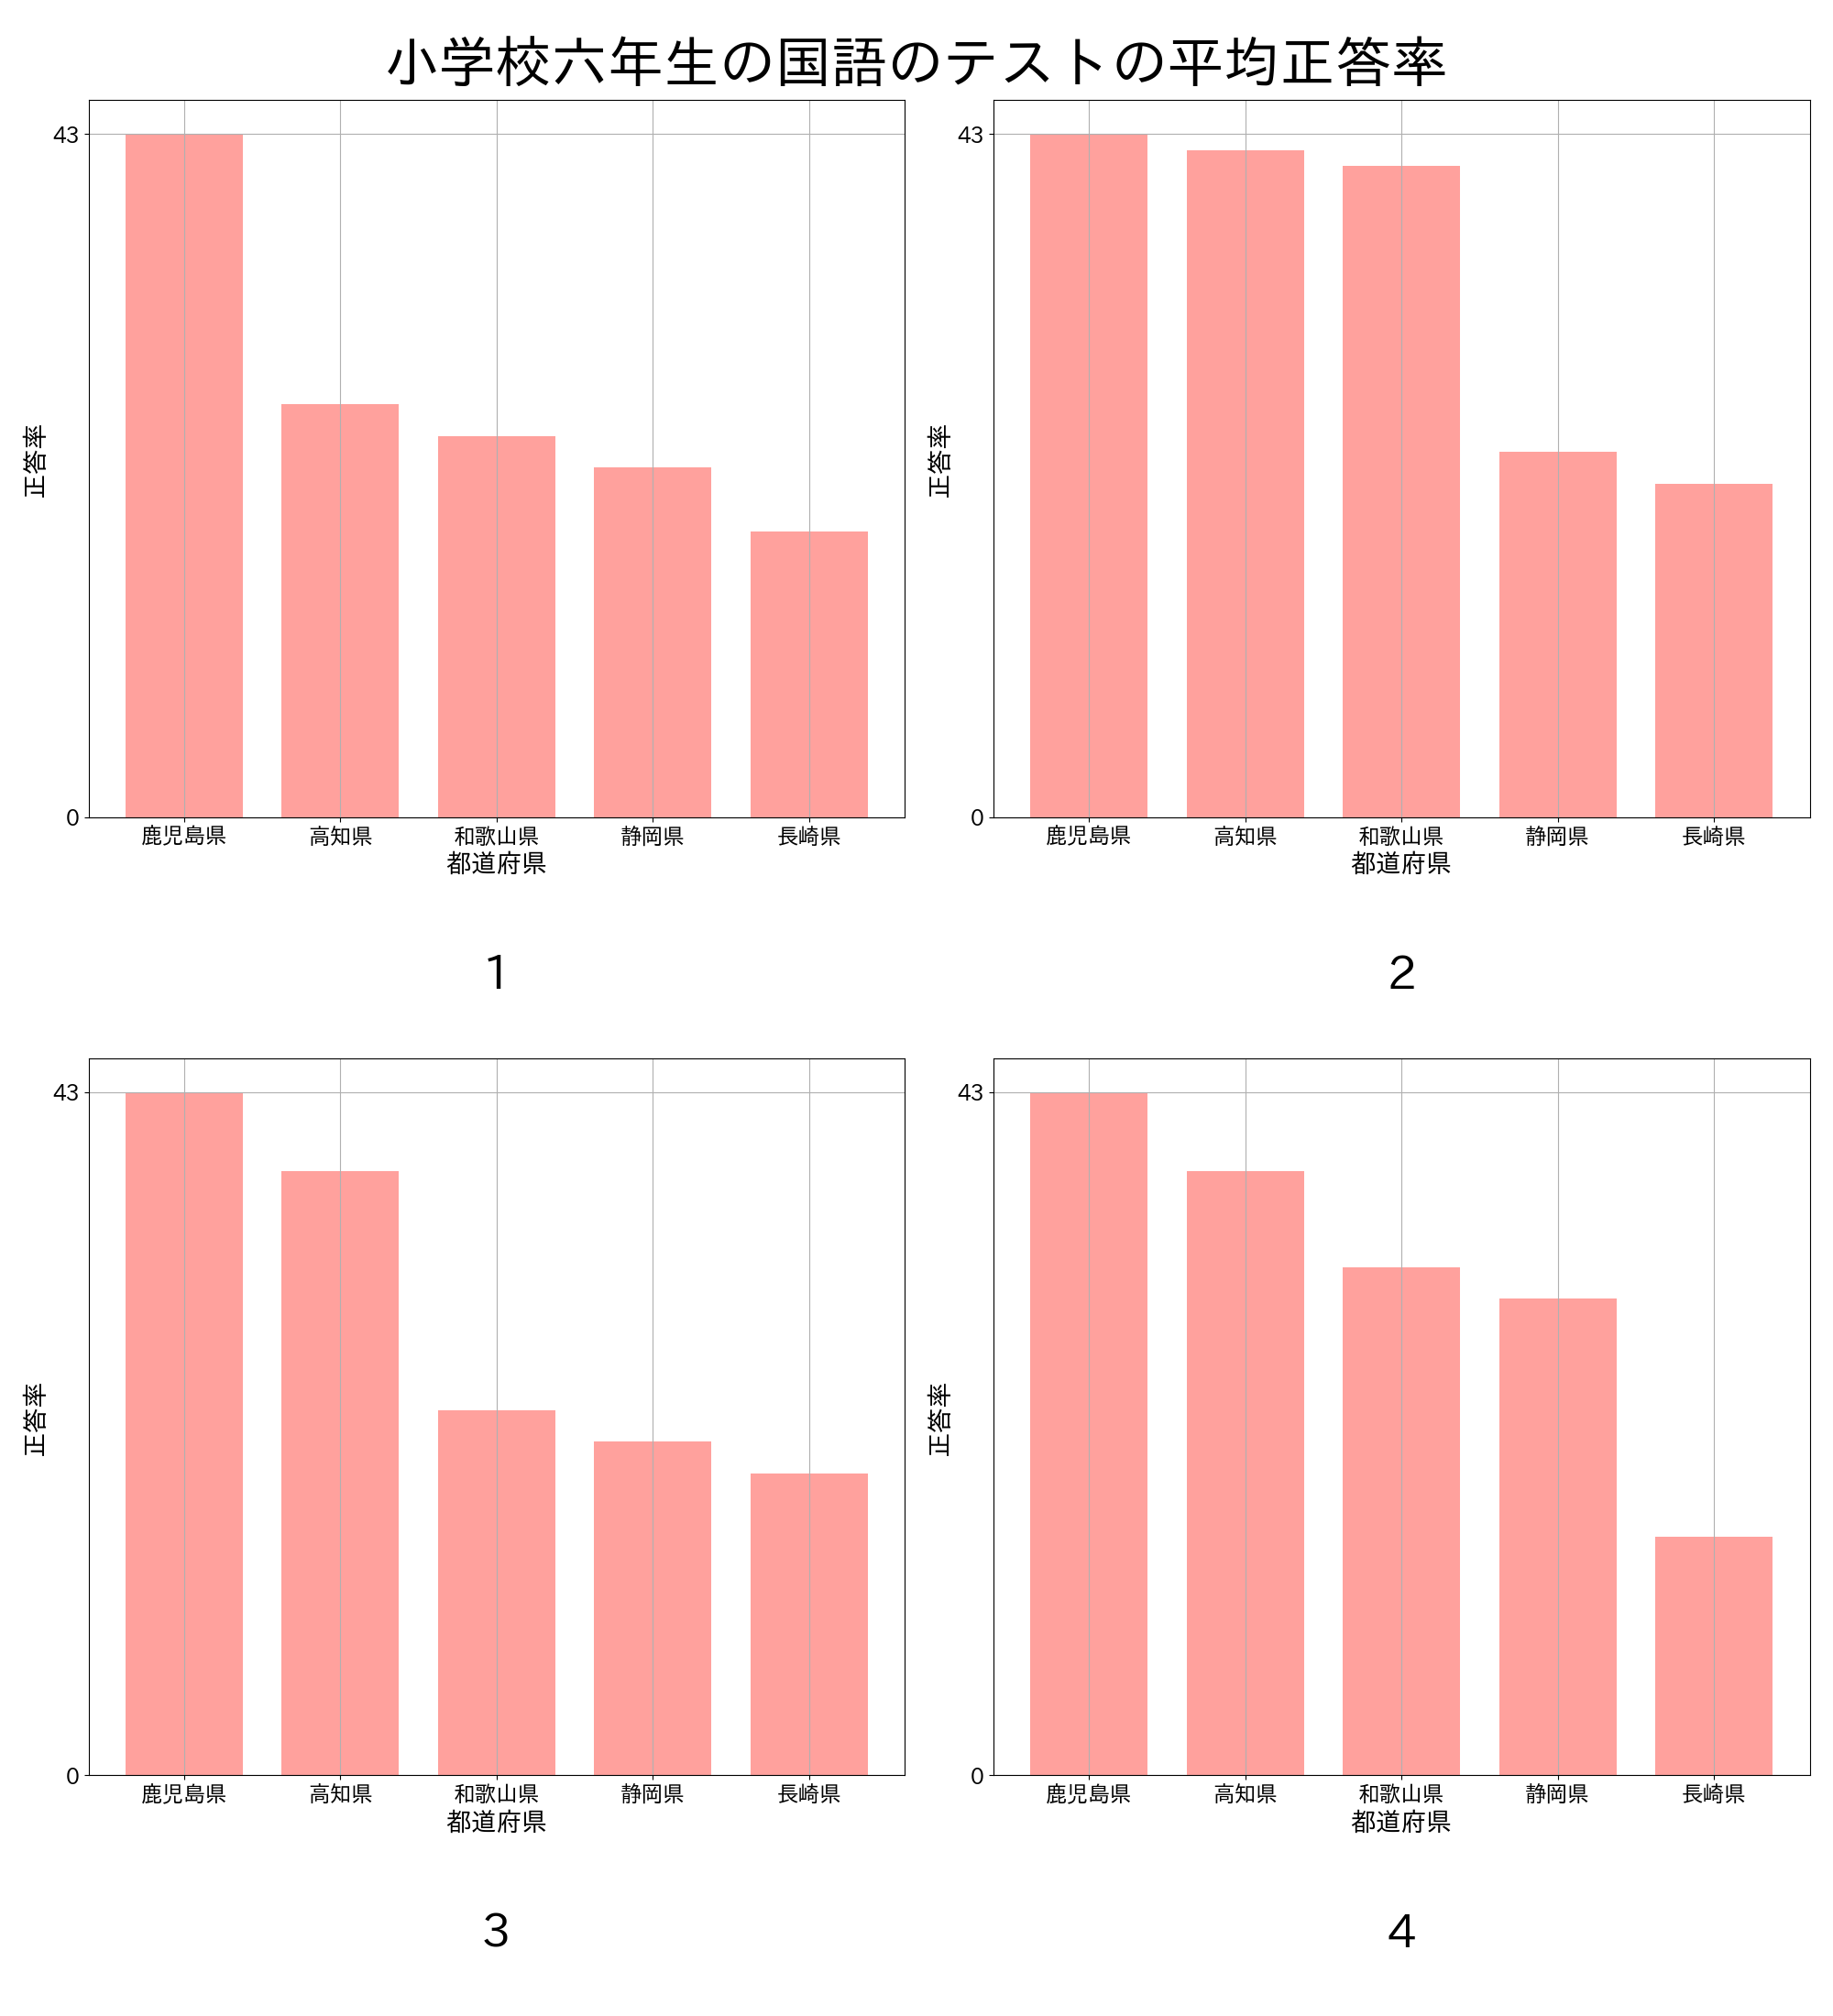 小学校六年生の国語のテストの平均正答率
43
0
正答率
鹿児島県 高知県 和歌山県 静岡県 長崎県
都道府県
1
43
0
正答率
鹿児島県 高知県 和歌山県 静岡県 長崎県
都道府県
2
43
0
正答率
鹿児島県 高知県 和歌山県 静岡県 長崎県
都道府県
3
43
0
正答率
鹿児島県 高知県 和歌山県 静岡県 長崎県
都道府県
4